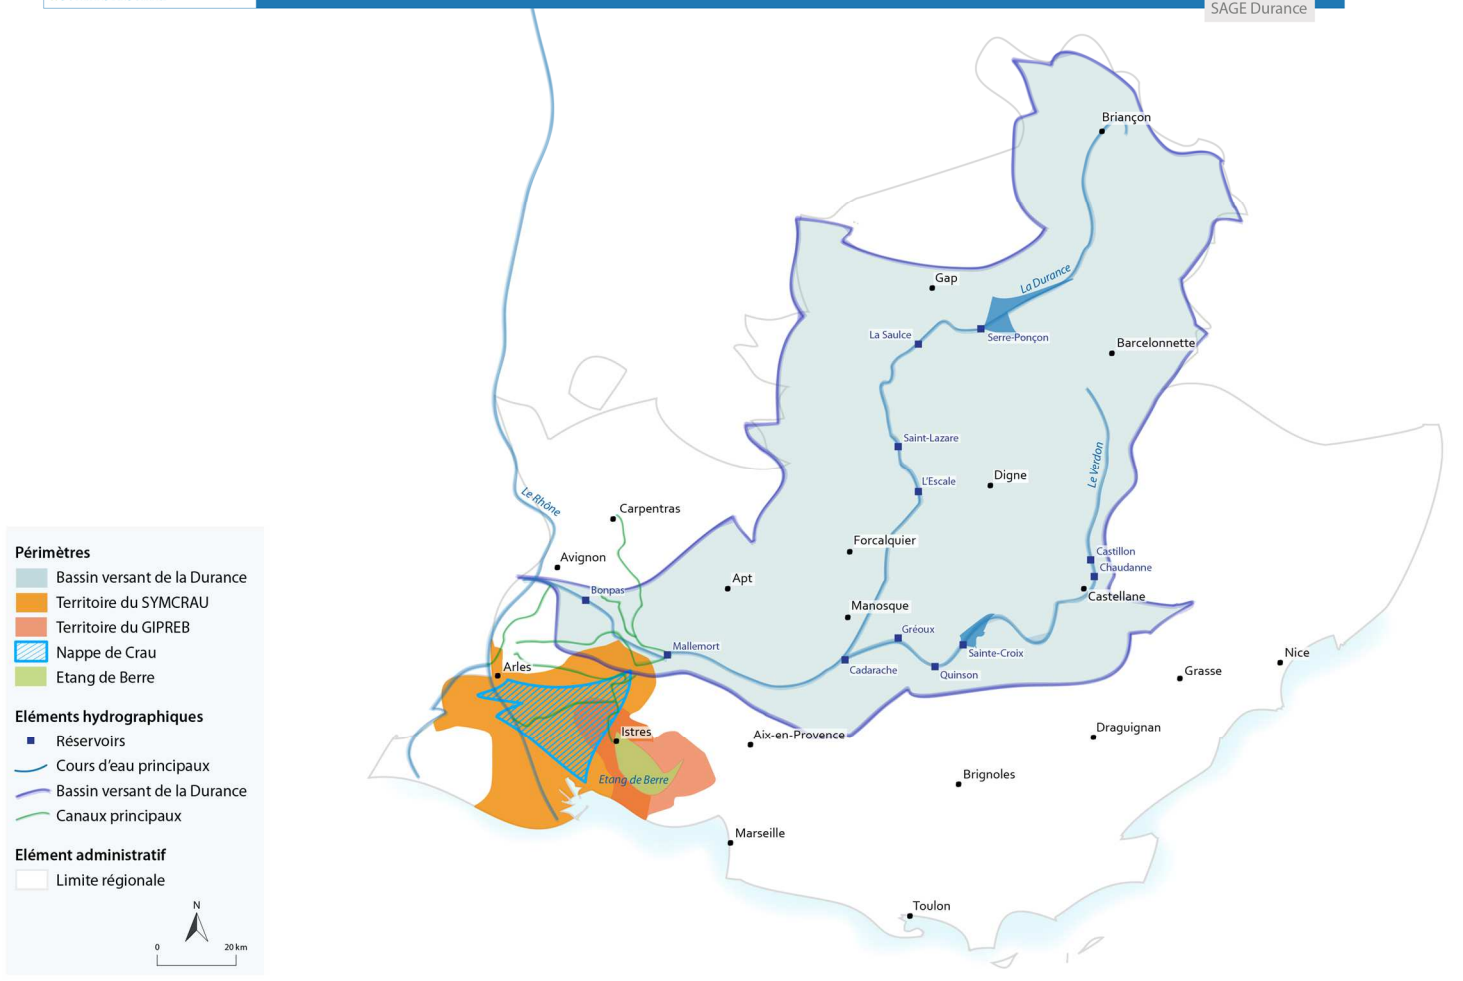 SAGE Durance
Briançon
La Durance
Gap
La Saulce
Serre-Ponçon
Barcelonnette
Saint-Lazare
Le Verdon
L'Escale
Digne
Le Rhône
Carpentras
Forcalquier
Avignon
Castillon
Chaudanne
Apt
Bonpas
Castellane
Manosque
Gréoux
Mallemort
Sainte-Croix
Nice
Arles
Cadarache
Quinson
Grasse
Istres
Aix-en-Provence
Draguignan
Etang de Berre
Brignoles
Marseille
Toulon
Périmètres
Bassin versant de la Durance
Territoire du SYMCRAU
Territoire du GIPREB
Nappe de Crau
Etang de Berre
Eléments hydrographiques
Réservoirs
Cours d'eau principaux
Bassin versant de la Durance
Canaux principaux
Elément administratif
Limite régionale
N
0 20 km